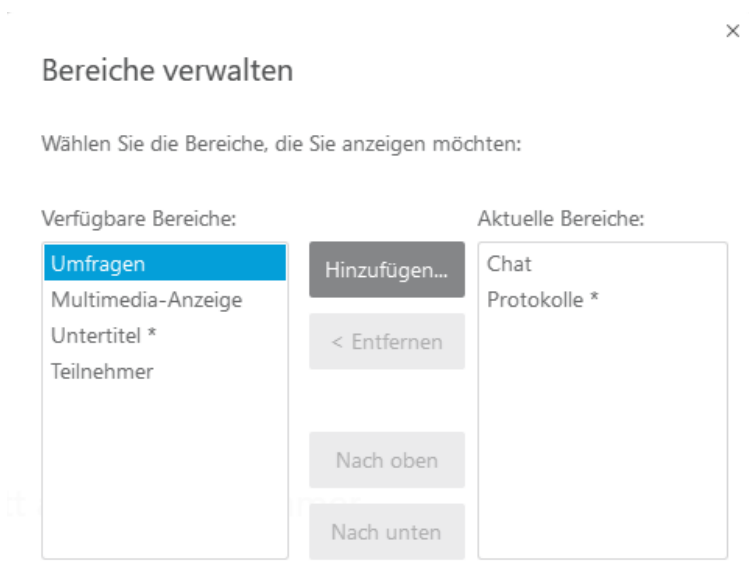 Bereiche verwalten
Wählen Sie die Bereiche, die Sie anzeigen möchten:
Verfügbare Bereiche:
Umfragen
Multimedia-Anzeige
Untertitel *
Teilnehmer
Hinzufügen...
< Entfernen
Nach oben
Nach unten
Aktuelle Bereiche:
Chat
Protokolle *